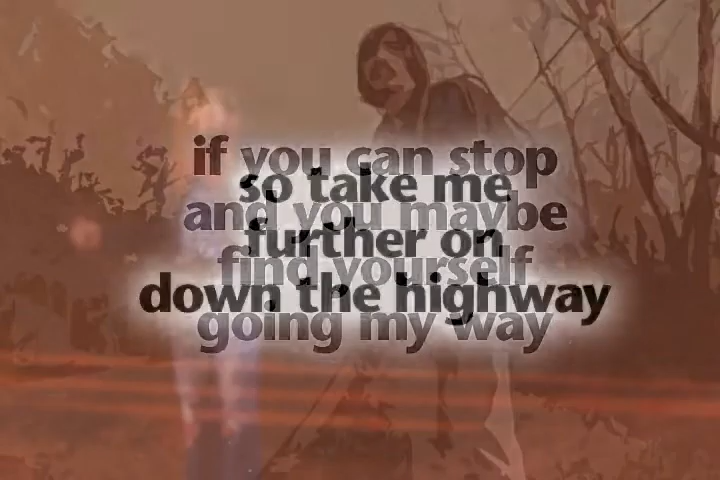 if you can stop
so take me
and you maybe
further on
find yourself
down the highway
going my way